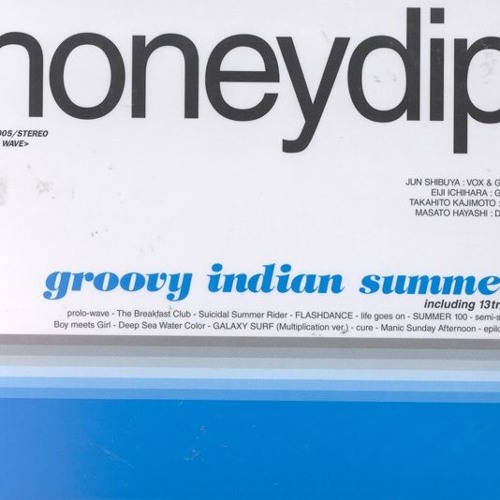 honeydip
005/STEREO
WAVE>
JUN SHIBUYA : VOX & G
EIJI ICHIHARA : G
TAKAHITO KAJIMOTO :
MASATO HAYASHI : D
groovy indian summe
including 13tr
prolo-wave - The Breakfast Club - Suicidal Summer Rider - FLASHDANCE - life goes on - SUMMER 100 - semi-s
Boy meets Girl - Deep Sea Water Color - GALAXY SURF (Multiplication ver.) - cure - Manic Sunday Afternoon - epilo